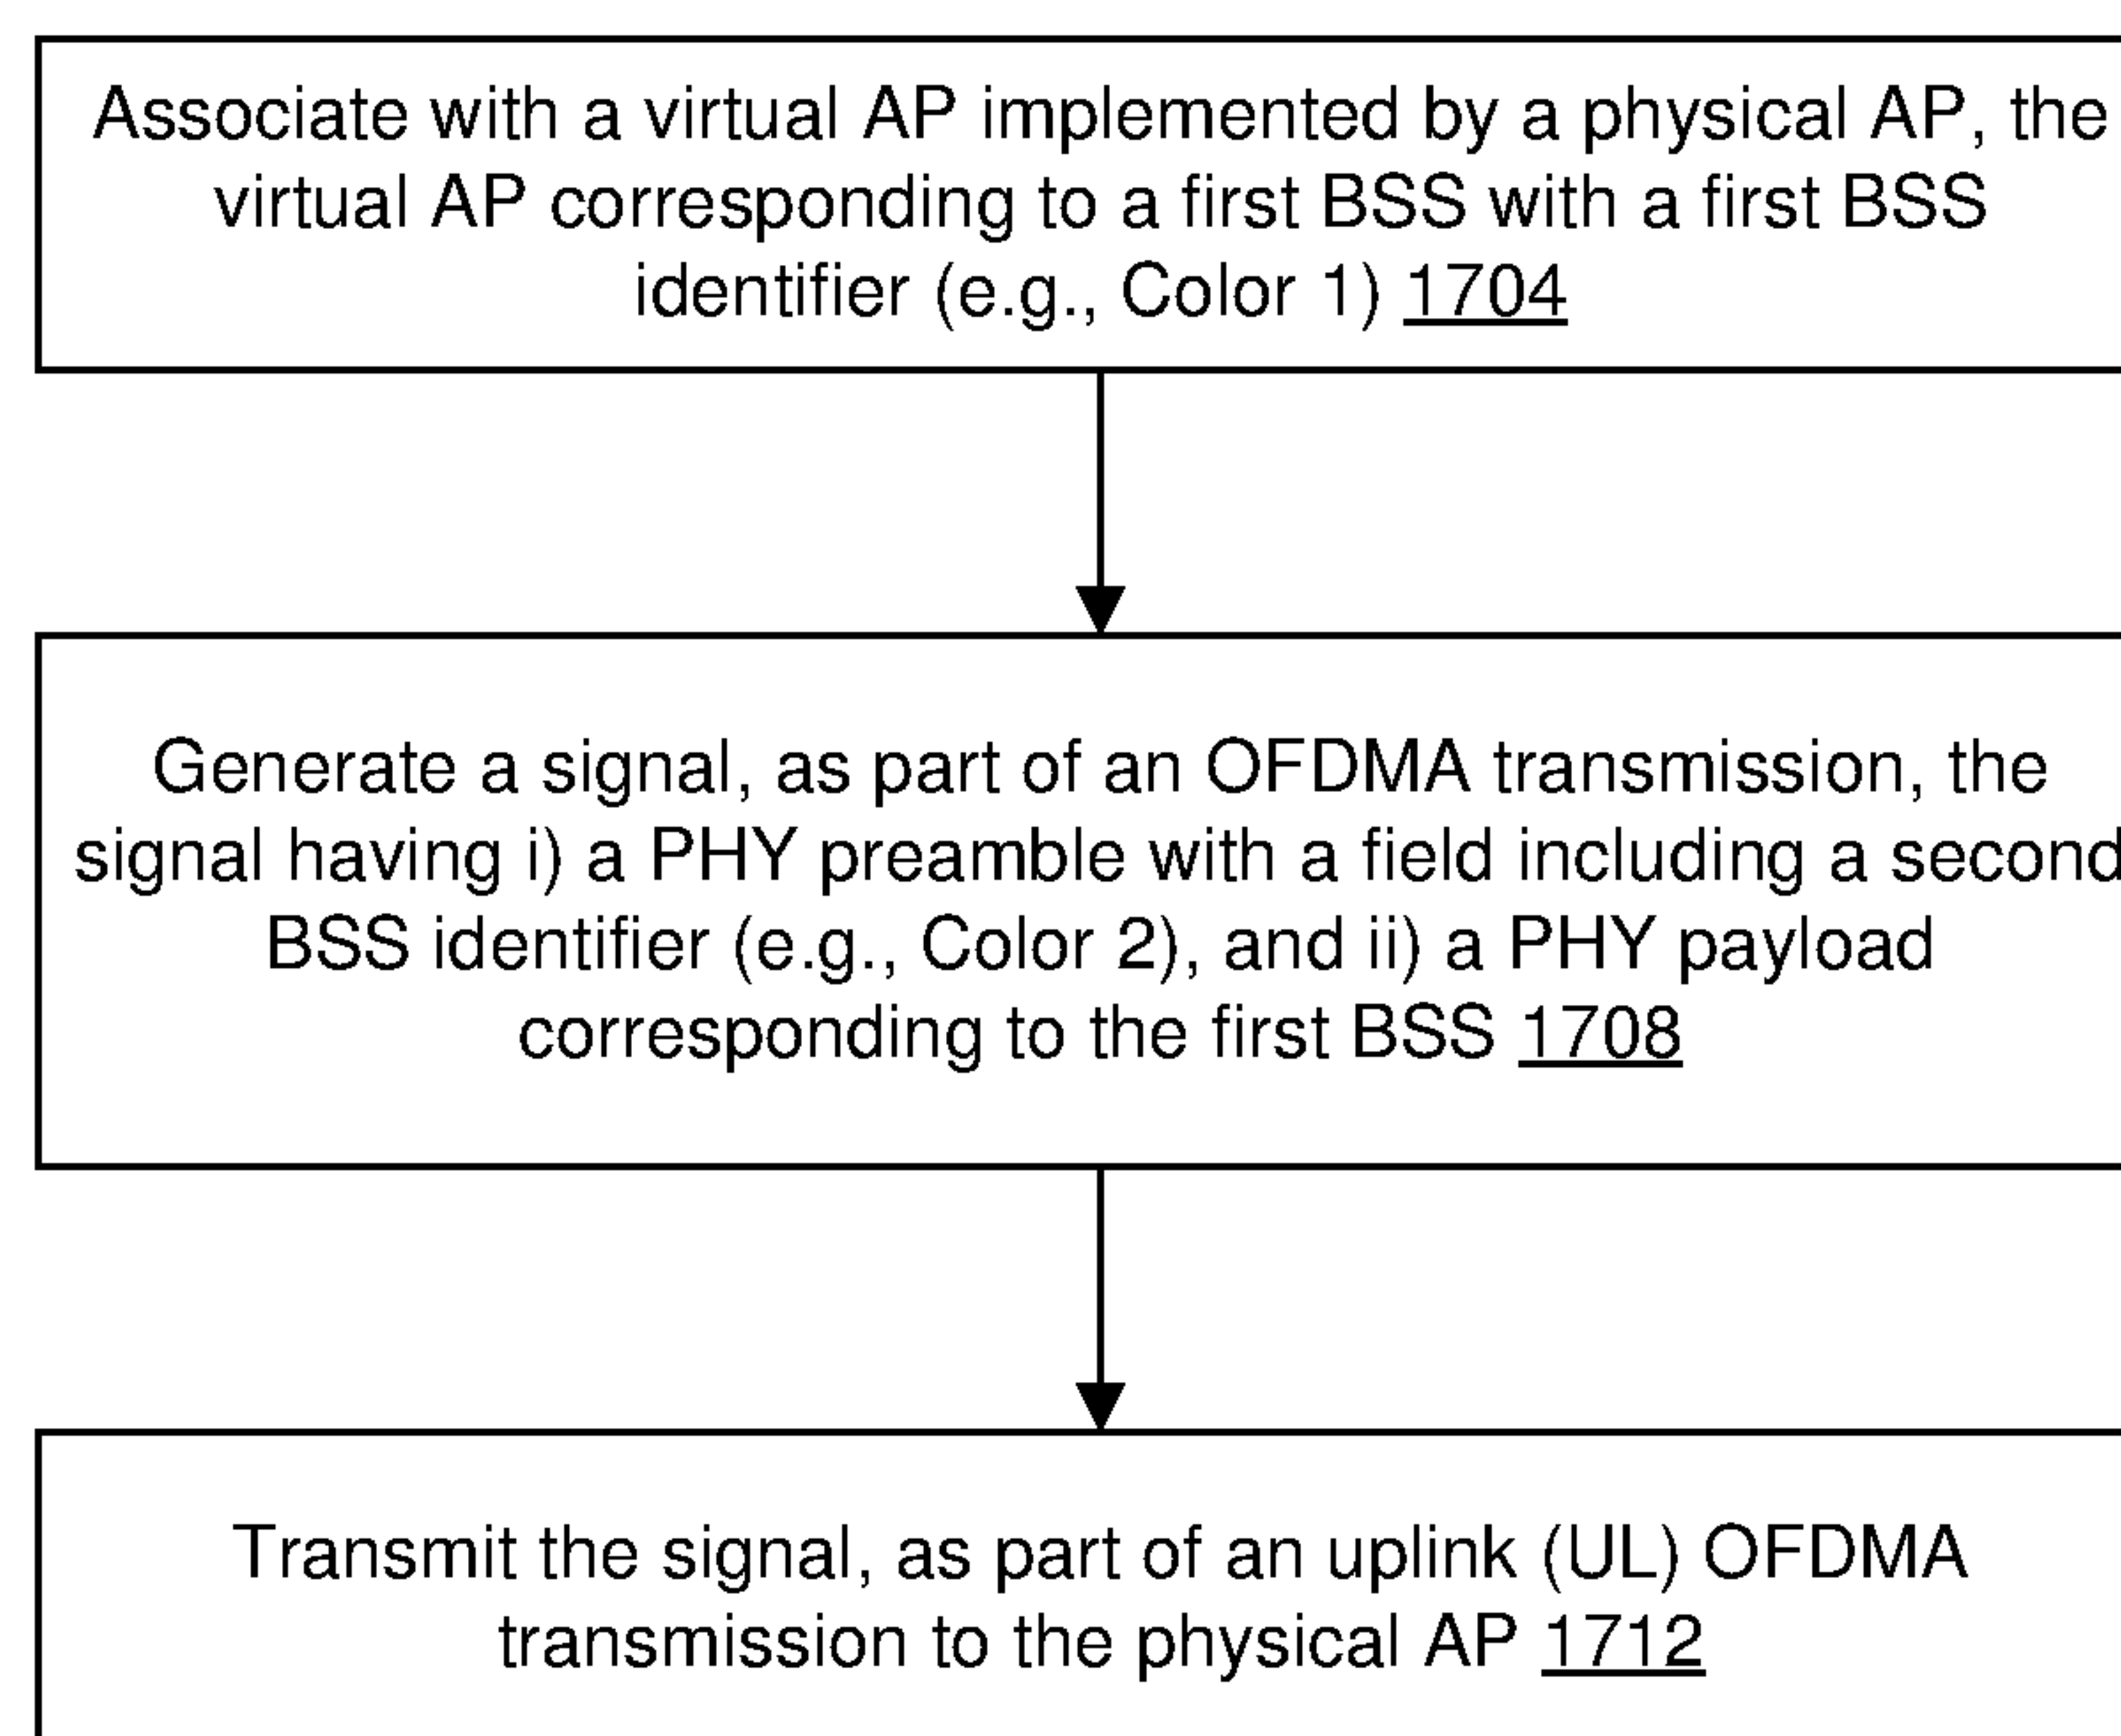 Associate with a virtual AP implemented by a physical AP, the
virtual AP corresponding to a first BSS with a first BSS
identifier (e.g., Color 1) 1704
Generate a signal, as part of an OFDMA transmission, the
signal having i) a PHY preamble with a field including a second
BSS identifier (e.g., Color 2), and ii) a PHY payload
corresponding to the first BSS 1708
Transmit the signal, as part of an uplink (UL) OFDMA
transmission to the physical AP 1712